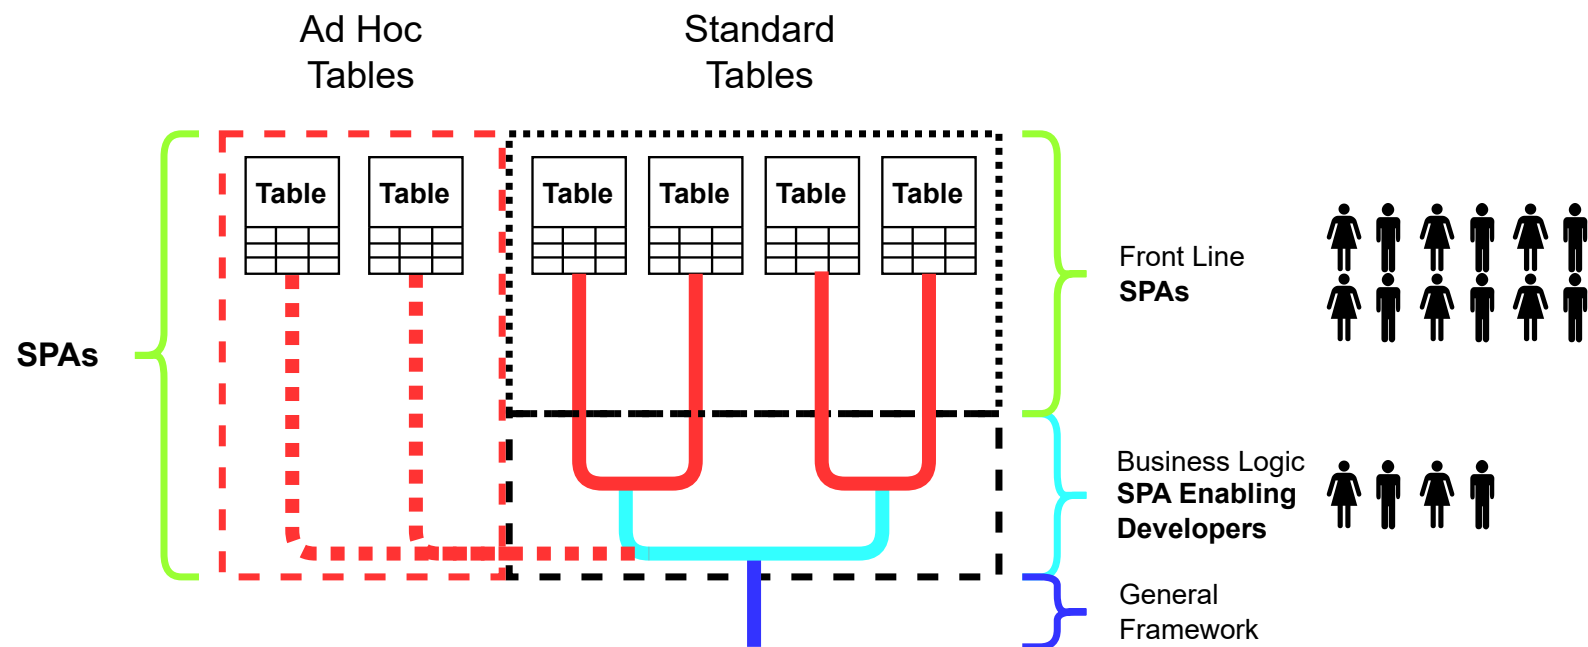 Ad Hoc
Tables
Standard
Tables
Table
Table
Table
Table
Table
Table
SPAs
Front Line
SPAs
Business Logic
SPA Enabling
Developers
General
Framework